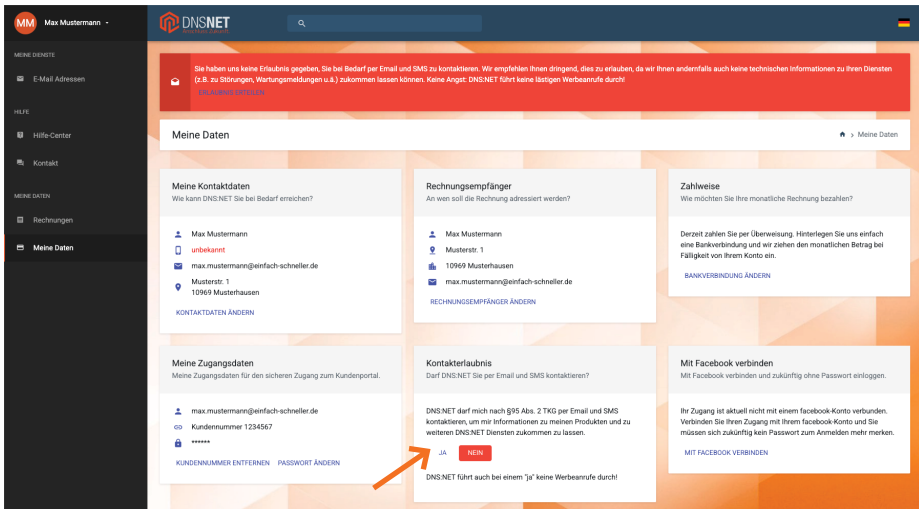 MM Max Mustermann
DNSNET
MEINE DIENSTE
E-Mail Adressen
HILFE
Hilfe-Center
Kontakt
MEINE DATEN
Rechnungen
Meine Daten
Sie haben uns keine Erlaubnis gegeben, Sie bei Bedarf per Email und SMS zu kontaktieren. Wir empfehlen Ihnen dringend, dies zu erlauben, da wir Ihnen andernfalls auch keine technischen Informationen zu Ihren Diensten
(z.B. zu Störungen, Wartungsmeldungen u.ä.) zukommen lassen können. Keine Angst: DNS:NET führt keine lästigen Werbeanrufe durch!
ERLAUBNIS ERTEILEN
Meine Daten
> Meine Daten
Meine Kontaktdaten
Wie kann DNS:NET Sie bei Bedarf erreichen?
Max Mustermann
unbekannt
max.mustermann@einfach-schneller.de
Musterstr. 1
10969 Musterhausen
KONTAKTDATEN ÄNDERN
Rechnungsempfänger
An wen soll die Rechnung adressiert werden?
Max Mustermann
Musterstr. 1
10969 Musterhausen
max.mustermann@einfach-schneller.de
RECHNUNGSEMPFÄNGER ÄNDERN
Zahlweise
Wie möchten Sie Ihre monatliche Rechnung bezahlen?
Derzeit zahlen Sie per Überweisung. Hinterlegen Sie uns einfach
eine Bankverbindung und wir ziehen den monatlichen Betrag bei
Fälligkeit von Ihrem Konto ein.
BANKVERBINDUNG ÄNDERN
Meine Zugangsdaten
Meine Zugangsdaten für den sicheren Zugang zum Kundenportal.
max.mustermann@einfach-schneller.de
Kundennummer 1234567
******
KUNDENNUMMER ENTFERNEN PASSWORT ÄNDERN
Kontakterlaubnis
Darf DNS:NET Sie per Email und SMS kontaktieren?
DNS:NET darf mich nach §95 Abs. 2 TKG per Email und SMS
kontaktieren, um mir Informationen zu meinen Produkten und zu
weiteren DNS:NET Diensten zukommen zu lassen.
JA NEIN
DNS:NET führt auch bei einem "ja" keine Werbeanrufe durch!
Mit Facebook verbinden
Mit Facebook verbinden und zukünftig ohne Passwort einloggen.
Ihr Zugang ist aktuell nicht mit einem facebook-Konto verbunden.
Verbinden Sie Ihren Zugang mit Ihrem facebook-Konto und Sie
müssen sich zukünftig kein Passwort zum Anmelden mehr merken.
MIT FACEBOOK VERBINDEN